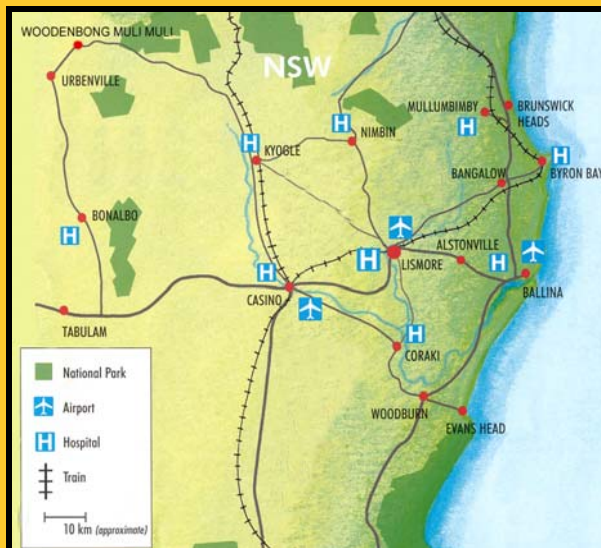 WOODENBONG MULI MULI
NSW
URBENVILLE
MULLUMBIMBY
BRUNSWICK
HEADS
H
NIMBIN
H
H
KYOGLE
H
BYRON BAY
BANGALOW
BONALBO
H
ALSTONVILLE
H
LISMORE
H
H
CASINO
BALLINA
TABULAM
H
CORAKI
WOODBURN
EVANS HEAD
National Park
Airport
H Hospital
Train
10 km (approximate)